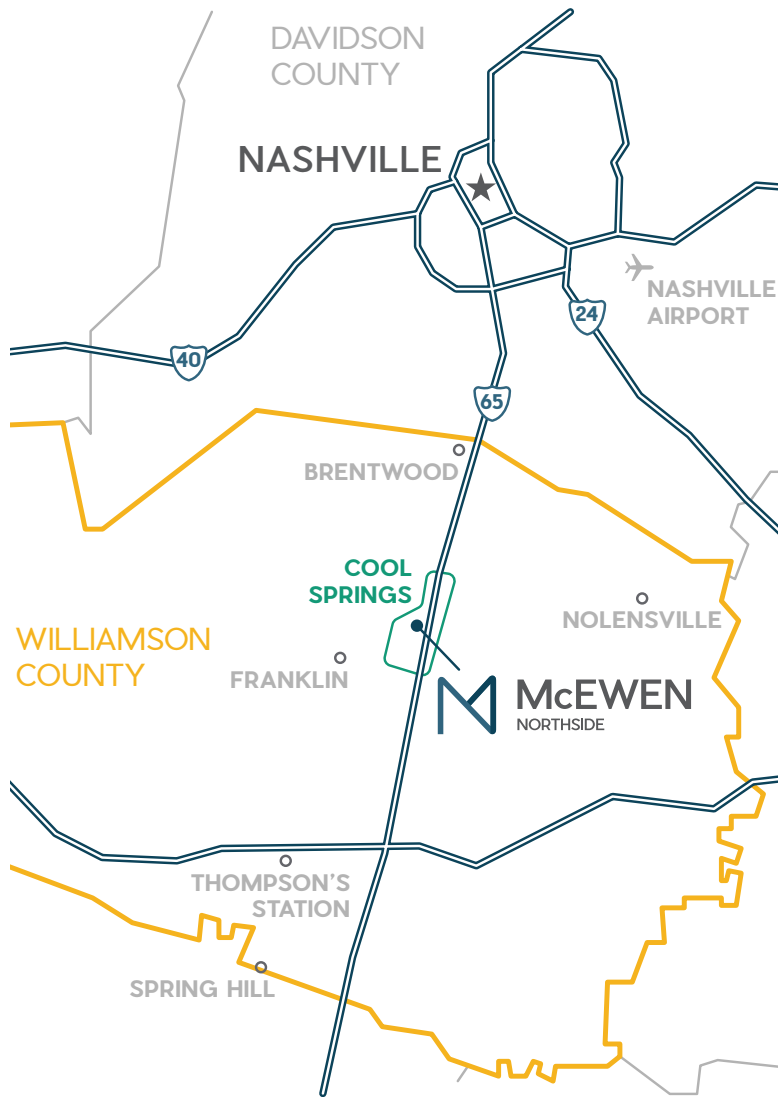 DAVIDSON
COUNTY
NASHVILLE
NASHVILLE
AIRPORT
24
40
65
BRENTWOOD
COOL
SPRINGS
NOLENSVILLE
WILLIAMSON
COUNTY
FRANKLIN
McEWEN
NORTHSIDE
THOMPSON'S
STATION
SPRING HILL